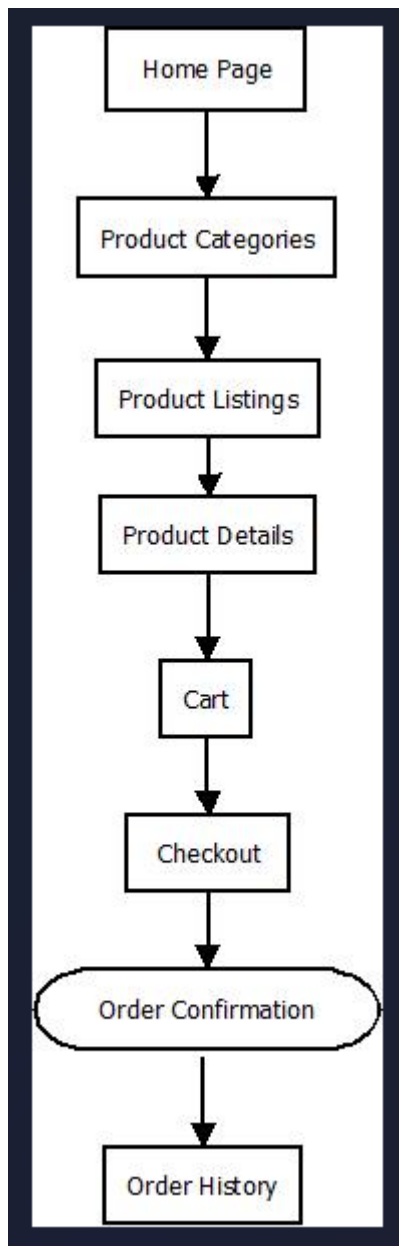 Home Page
Product Categories
Product Listings
Product Details
Cart
Checkout
Order Confirmation
Order History